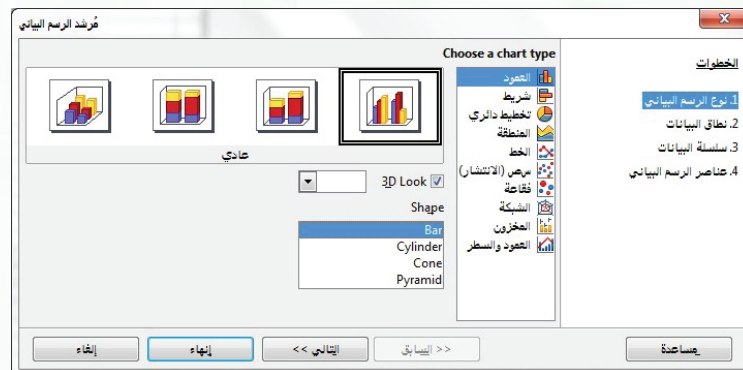 مُرشد الرسم البياني
الخطوات
1. نوع الرسم البياني
2. نطاق البيانات
3. سلسلة البيانات
4. عناصر الرسم البياني
Choose a chart type
العمود
شريط
تخطيط دائري
المنطقة
الخط
س‌ص (الانتشار)
فقاعة
الشبكة
المخزون
العمود والسطر
عادي
3D Look
Shape
Bar
Cylinder
Cone
Pyramid
مساعدة
<< السابق
التالي >>
إنهاء
إلغاء